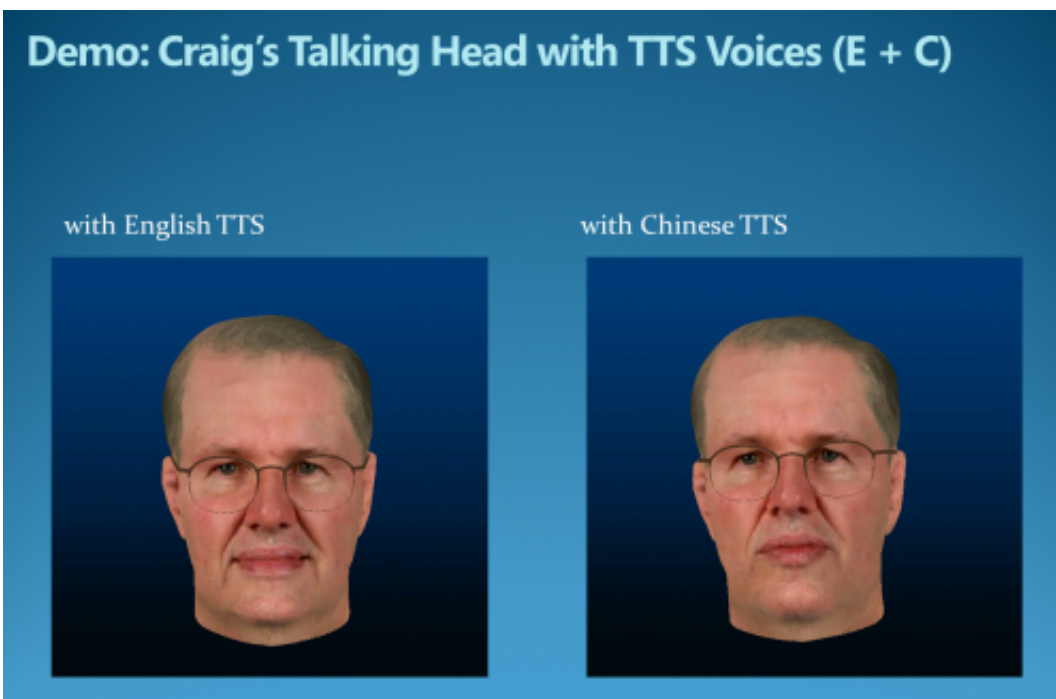 Demo: Craig's Talking Head with TTS Voices (E + C)
with English TTS
with Chinese TTS